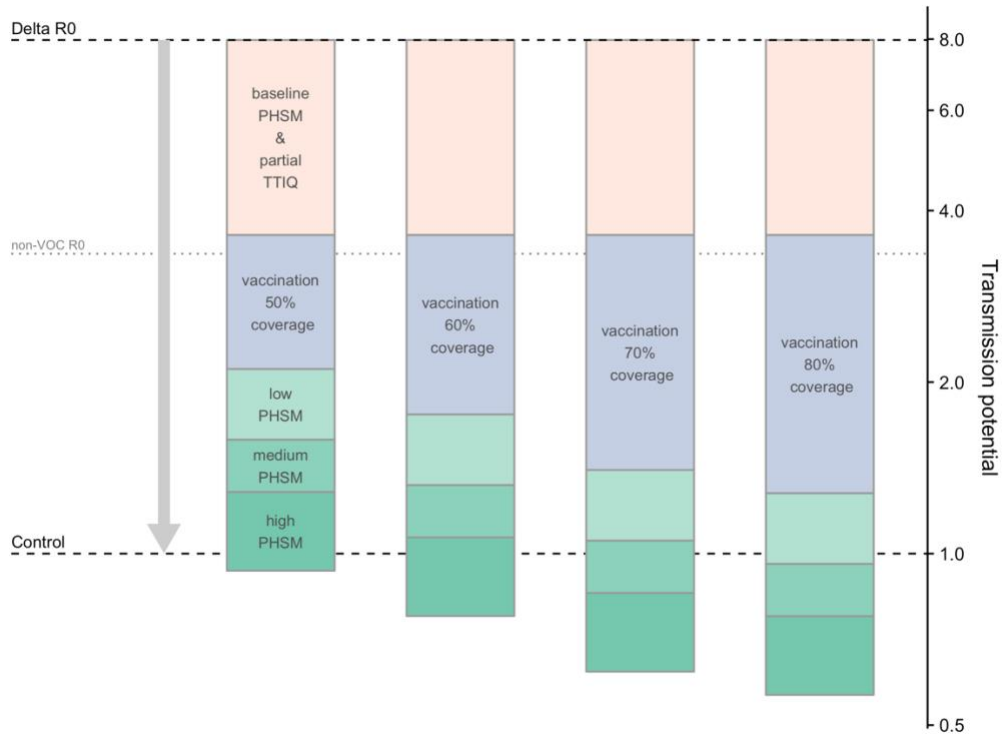 Delta R0
8.0
baseline
PHSM
&
partial
TTIQ
6.0
4.0
non-VOC R0
vaccination
50%
coverage
vaccination
60%
coverage
vaccination
70%
coverage
vaccination
80%
coverage
Transmission potential
2.0
low
PHSM
medium
PHSM
high
PHSM
Control
1.0
0.5